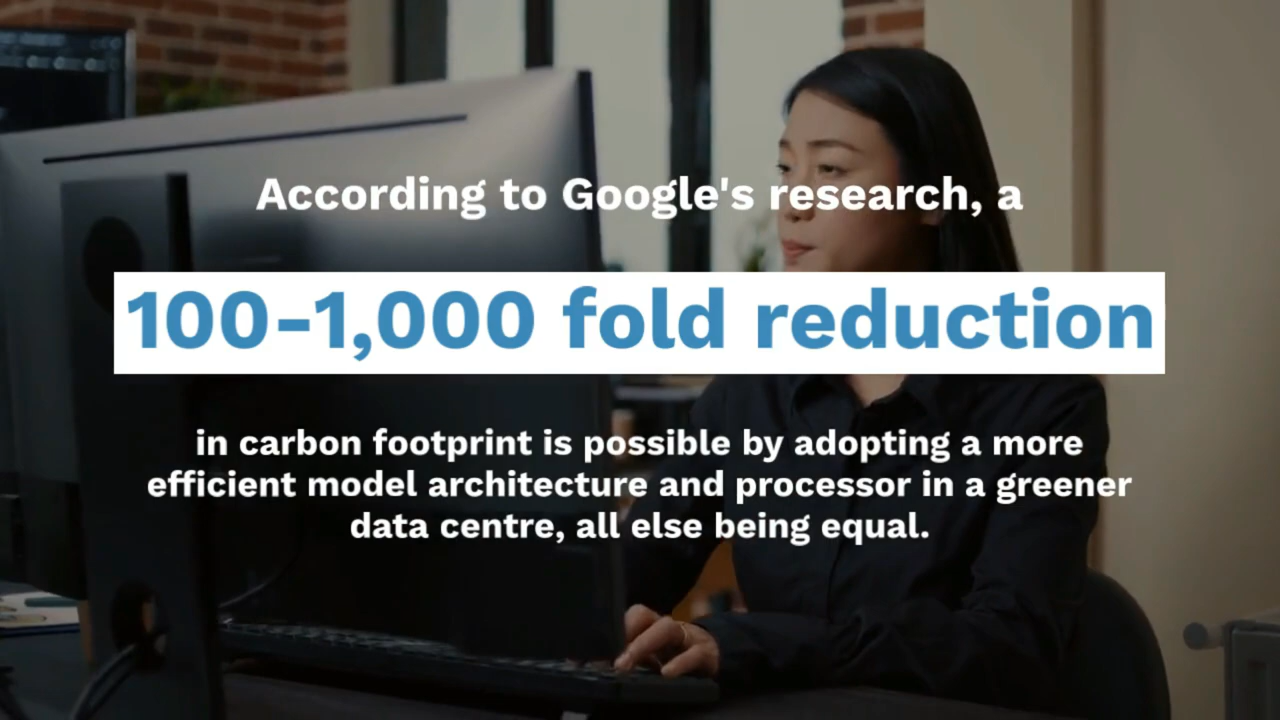 According to Google's research, a
100-1,000 fold reduction
in carbon footprint is possible by adopting a more
efficient model architecture and processor in a greener
data centre, all else being equal.